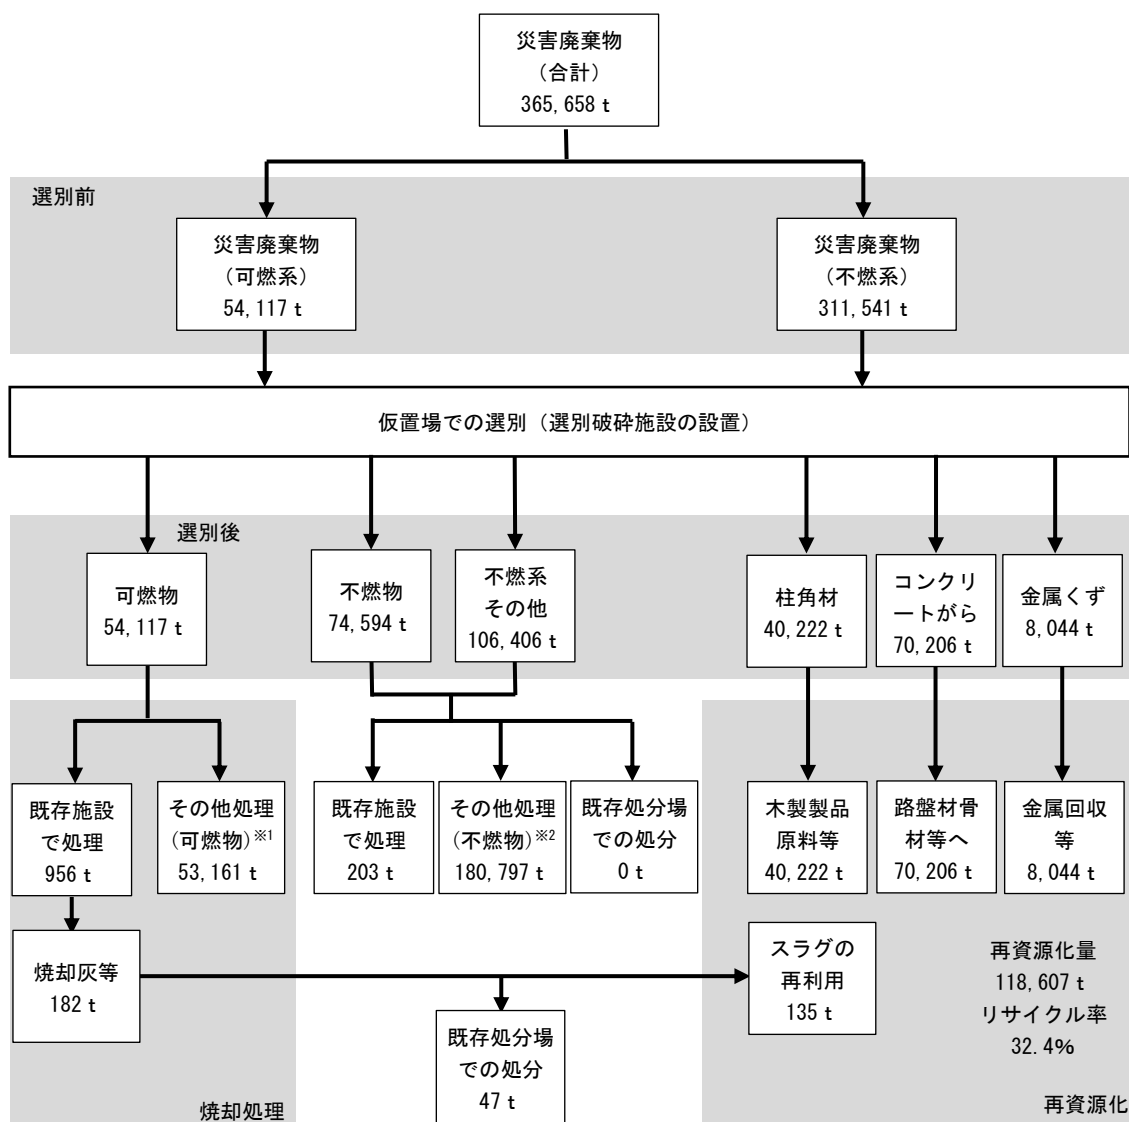 災害廃棄物
（合計）
365,658 t
選別前
災害廃棄物
（可燃系）
54,117 t
災害廃棄物
（不燃系）
311,541 t
仮置場での選別（選別破砕施設の設置）
選別後
可燃物
54,117 t
不燃物
74,594 t
不燃系
その他
106,406 t
柱角材
40,222 t
コンクリ
ートがら
70,206 t
金属くず
8,044 t
既存施設
で処理
956 t
その他処理
(可燃物)※1
53,161 t
既存施設
で処理
203 t
その他処理
(不燃物)※2
180,797 t
既存処分場
での処分
0 t
木製製品
原料等
40,222 t
路盤材骨
材等へ
70,206 t
金属回収
等
8,044 t
焼却灰等
182 t
スラグの
再利用
135 t
再資源化量
118,607 t
リサイクル率
32.4%
既存処分場
での処分
47 t
焼却処理
再資源化